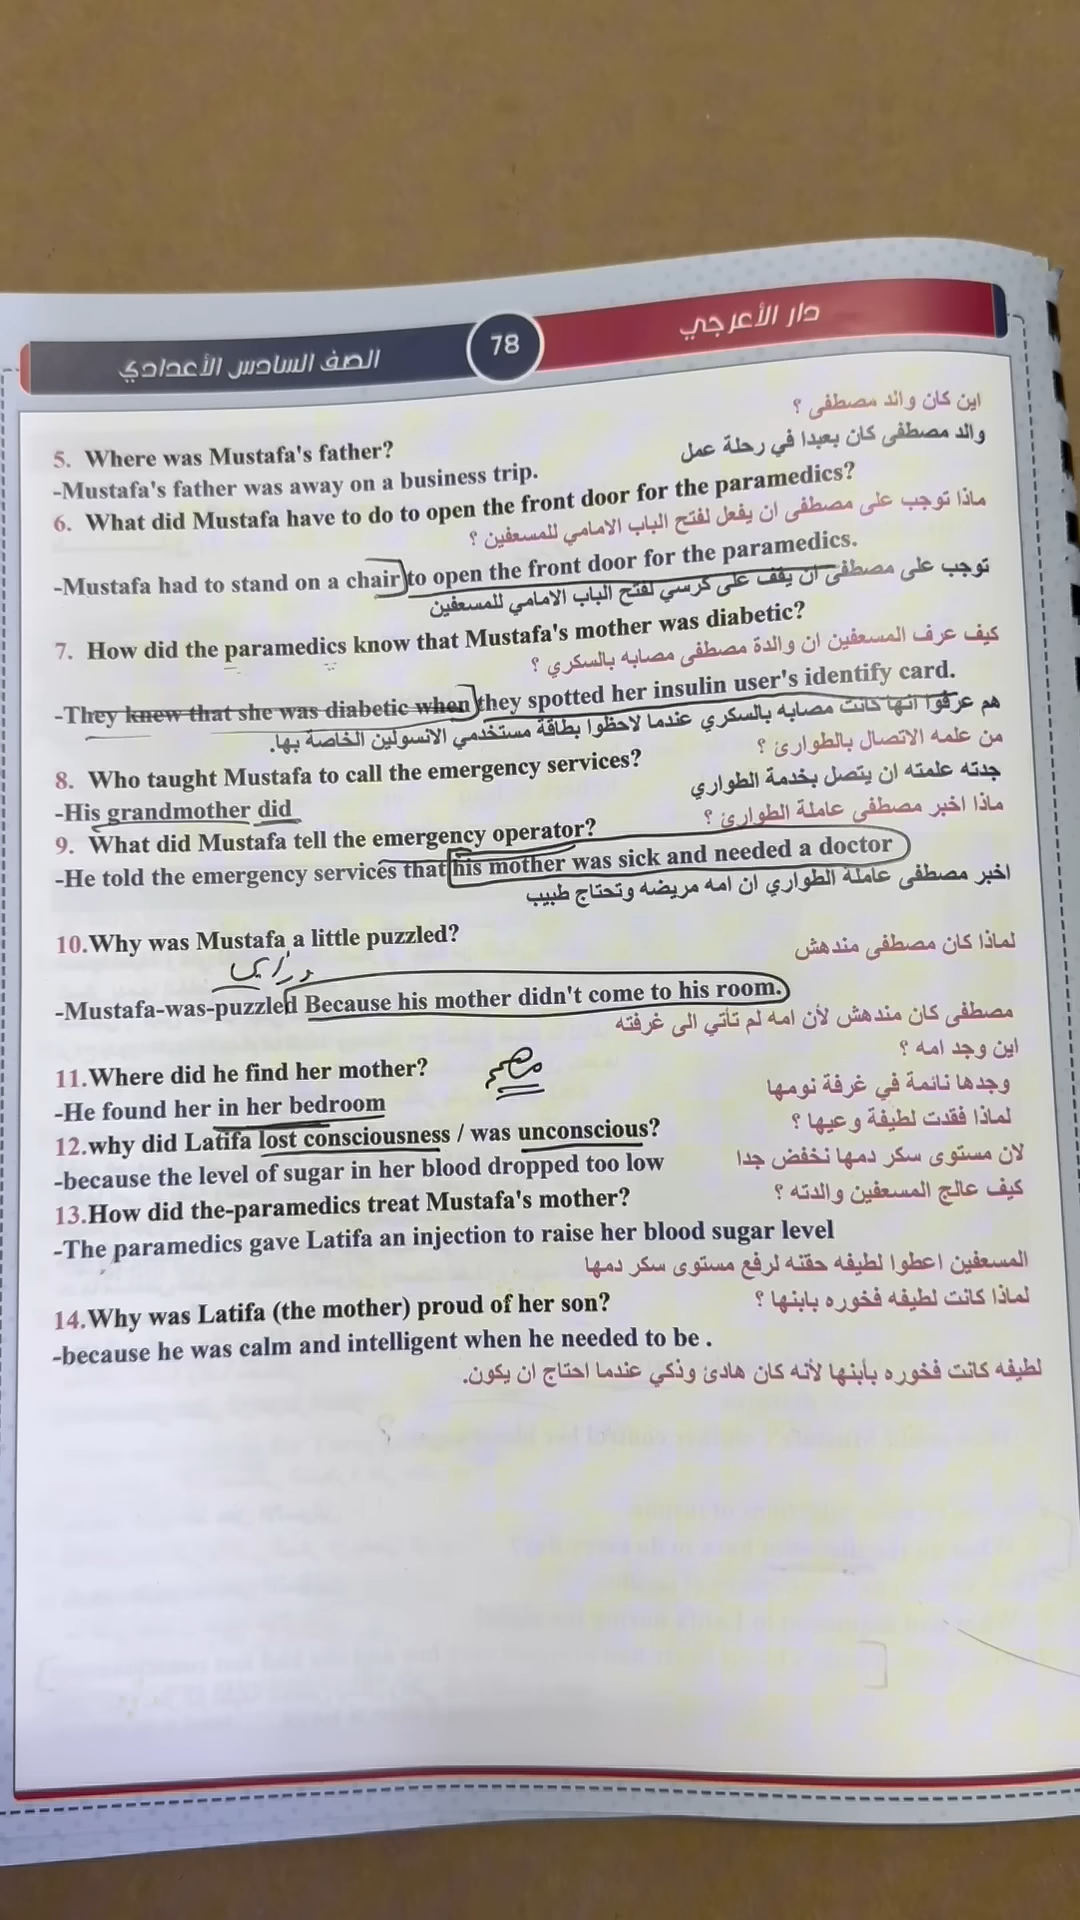 دار الأعرجي
78
الصف السادس الأعدادي
اين كان والد مصطفى ؟
5. Where was Mustafa's father?
والد مصطفى كان بعيدا في رحلة عمل
-Mustafa's father was away on a business trip.
6. What did Mustafa have to do to open the front door for the paramedics?
ماذا توجب على مصطفى ان يفعل لفتح الباب الامامي للمسعفين ؟
-Mustafa had to stand on a chair to open the front door for the paramedics.
توجب على مصطفى ان يقف على كرسي لفتح الباب الامامي للمسعفين
7. How did the paramedics know that Mustafa's mother was diabetic?
كيف عرف المسعفين ان والدة مصطفى مصابه بالسكري ؟
-They knew that she was diabetic when they spotted her insulin user's identify card.
هم عرفوا انها كانت مصابه بالسكري عندما لاحظوا بطاقة مستخدمي الانسولين الخاصة بها.
من علمه الاتصال بالطوارئ ؟
8. Who taught Mustafa to call the emergency services?
جدته علمته ان يتصل بخدمة الطواري
-His grandmother did
ماذا اخبر مصطفى عاملة الطوارئ ؟
9. What did Mustafa tell the emergency operator?
-He told the emergency services that his mother was sick and needed a doctor
اخبر مصطفى عاملة الطواري ان امه مريضه وتحتاج طبيب
10.Why was Mustafa a little puzzled?
لماذا كان مصطفى مندهش
-Mustafa-was-puzzled Because his mother didn't come to his room.
مصطفى كان مندهش لأن امه لم تأتي الى غرفته
اين وجد امه ؟
11.Where did he find her mother?
مهم
وجدها نائمة في غرفة نومها
-He found her in her bedroom
لماذا فقدت لطيفة وعيها ؟
12.why did Latifa lost consciousness / was unconscious?
لان مستوى سكر دمها نخفض جدا
-because the level of sugar in her blood dropped too low
كيف عالج المسعفين والدته ؟
13.How did the-paramedics treat Mustafa's mother?
-The paramedics gave Latifa an injection to raise her blood sugar level
المسعفين اعطوا لطيفه حقنه لرفع مستوى سكر دمها
لماذا كانت لطيفه فخوره بابنها ؟
14.Why was Latifa (the mother) proud of her son?
-because he was calm and intelligent when he needed to be .
لطيفه كانت فخوره بأبنها لأنه كان هادئ وذكي عندما احتاج ان يكون.